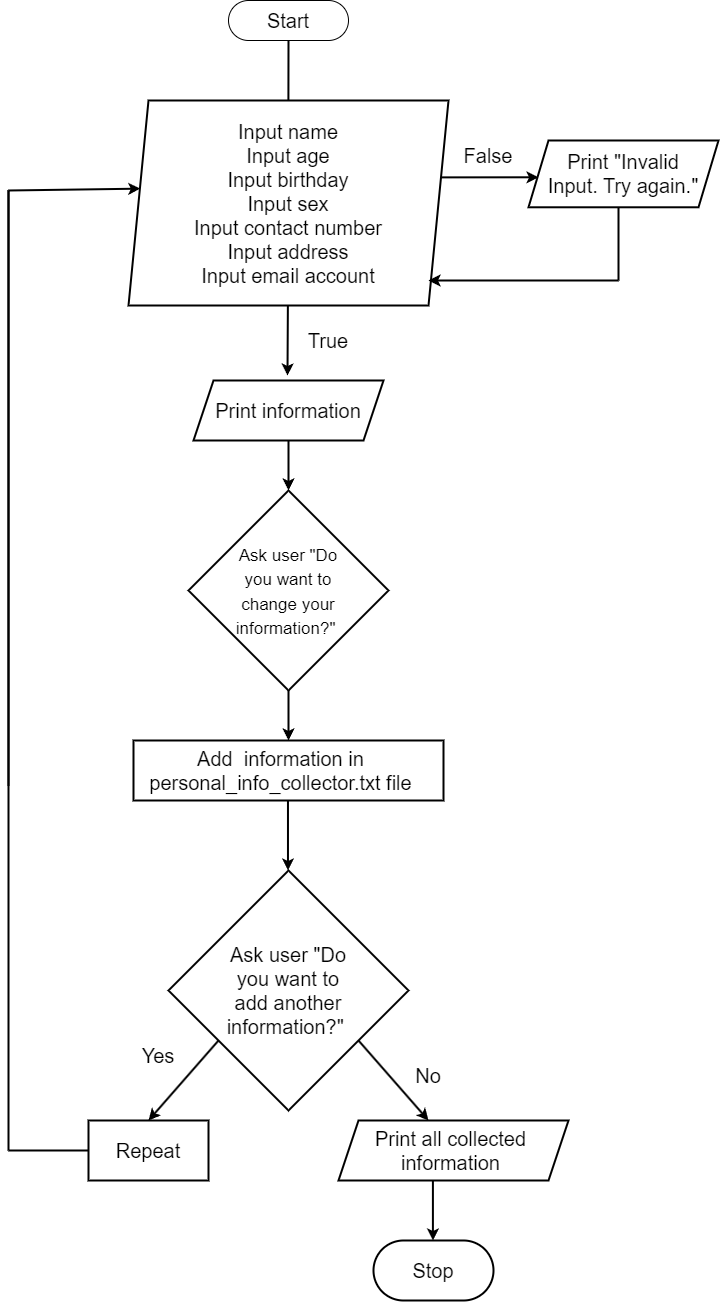 Start
Input name
Input age
Input birthday
Input sex
Input contact number
Input address
Input email account
False
Print "Invalid
Input. Try again."
True
Print information
Ask user "Do
you want to
change your
information?"
Add  information in
personal_info_collector.txt file
Ask user "Do
you want to
add another
information?"
Yes
No
Repeat
Print all collected
information
Stop